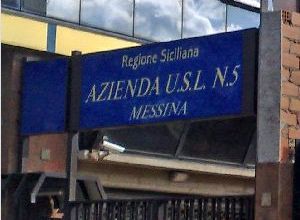 Regione Siciliana
AZIENDA U.S.L. N.5
MESSINA